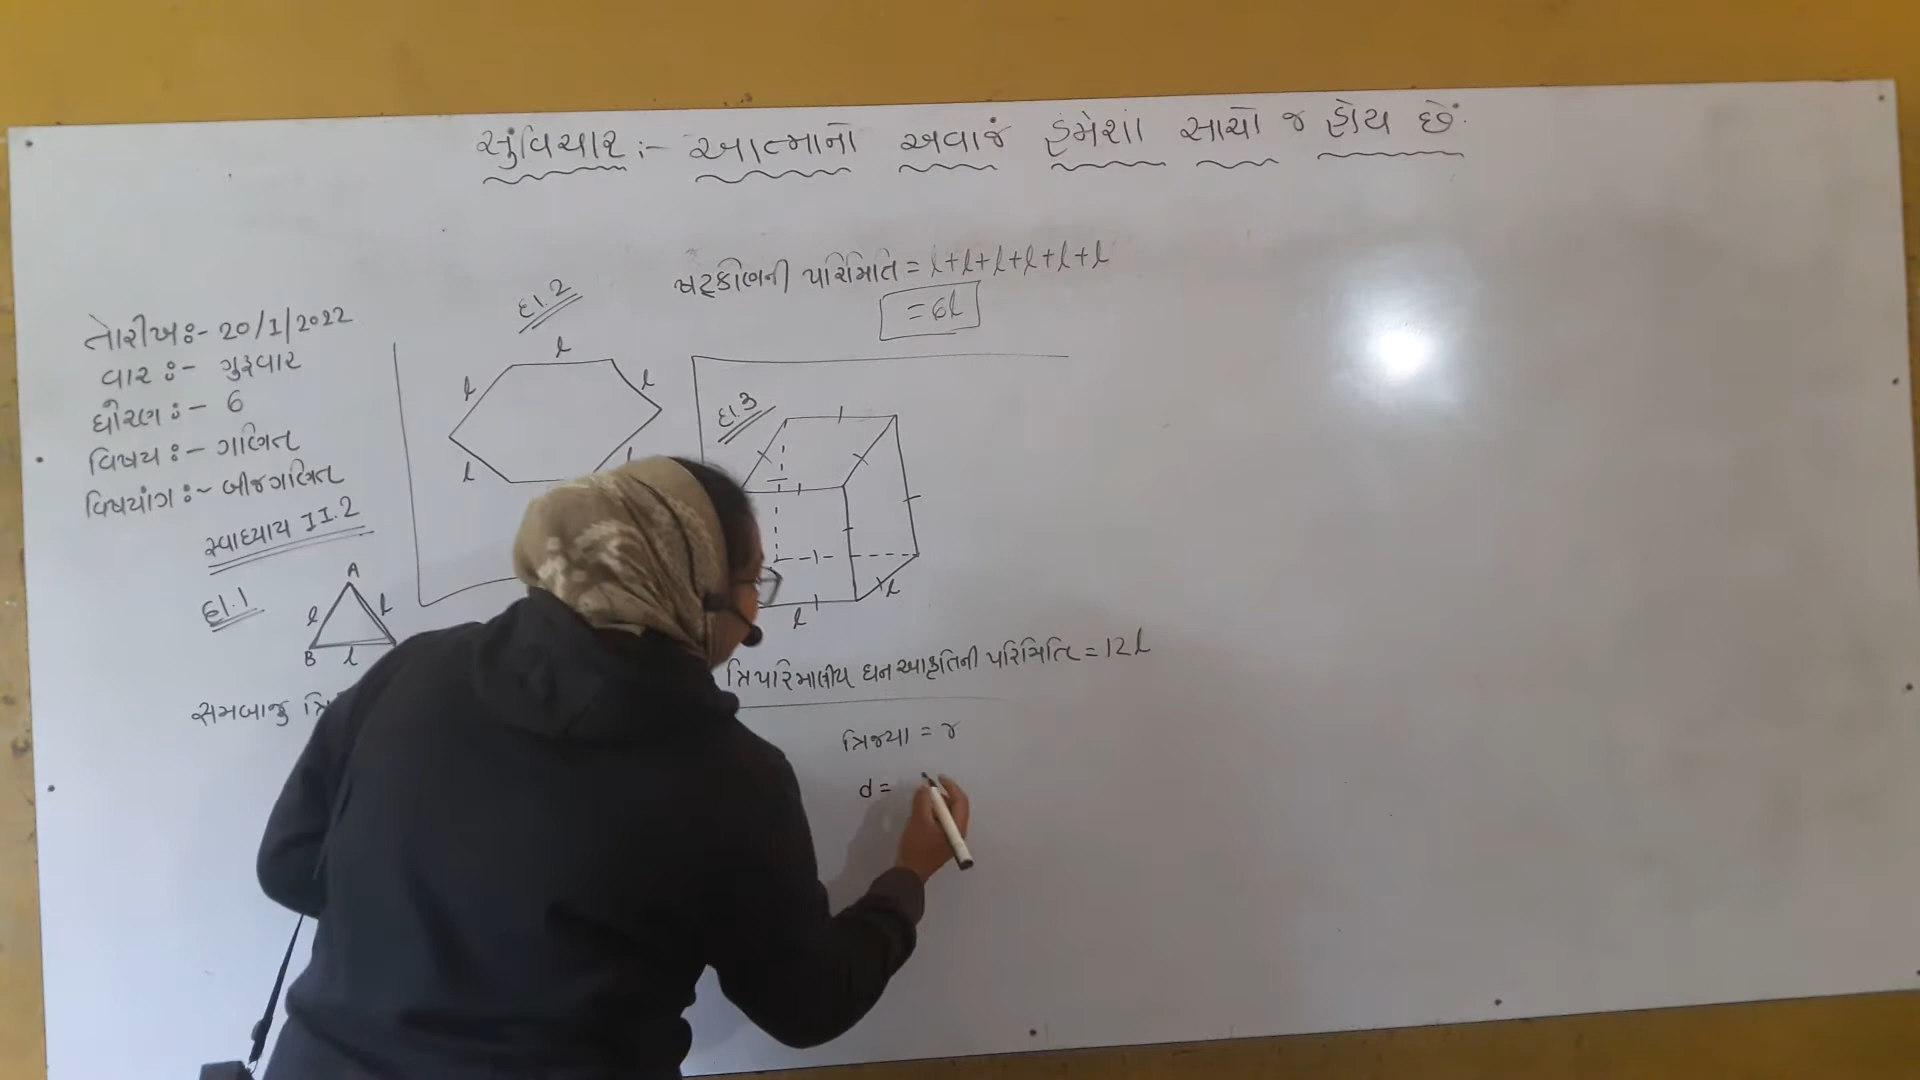 સુંવિચાર :- આત્માનો અવાજં હંમેશા સાચો જ હોય છેં.
તારીખ :- 20/1/2022
વાર :- ગુરૂવાર
ધોરણ :- 6
વિષય :- ગણિત
વિષયાંગ :- બીજગણિત
સ્વાધ્યાય 11.2
દા.1
A
l
l
B
l
સમબાજુ
દા.2
l
l
l
l
ષટ્કોણની પરિમિતિ = l+l+l+l+l+l
= 6l
દા.3
l
l
ત્રિપરિમાણીય ઘન આકૃતિની પરિમિતિ = 12l
ત્રિજ્યા = r
d =